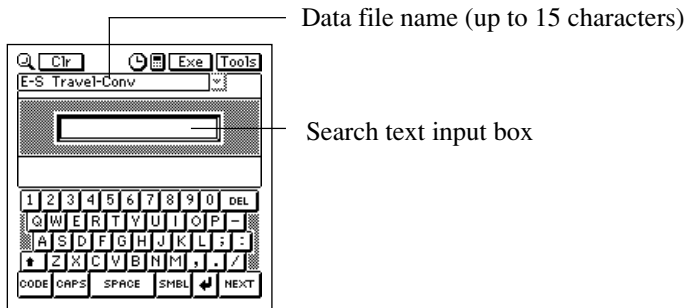 Data file name (up to 15 characters)
Clr Exe Tools
E-S Travel-Conv
Search text input box
1 2 3 4 5 6 7 8 9 0 DEL
Q W E R T Y U I O P -
A S D F G H J K L ; :
Z X C V B N M , . /
CODE CAPS SPACE SMBL NEXT